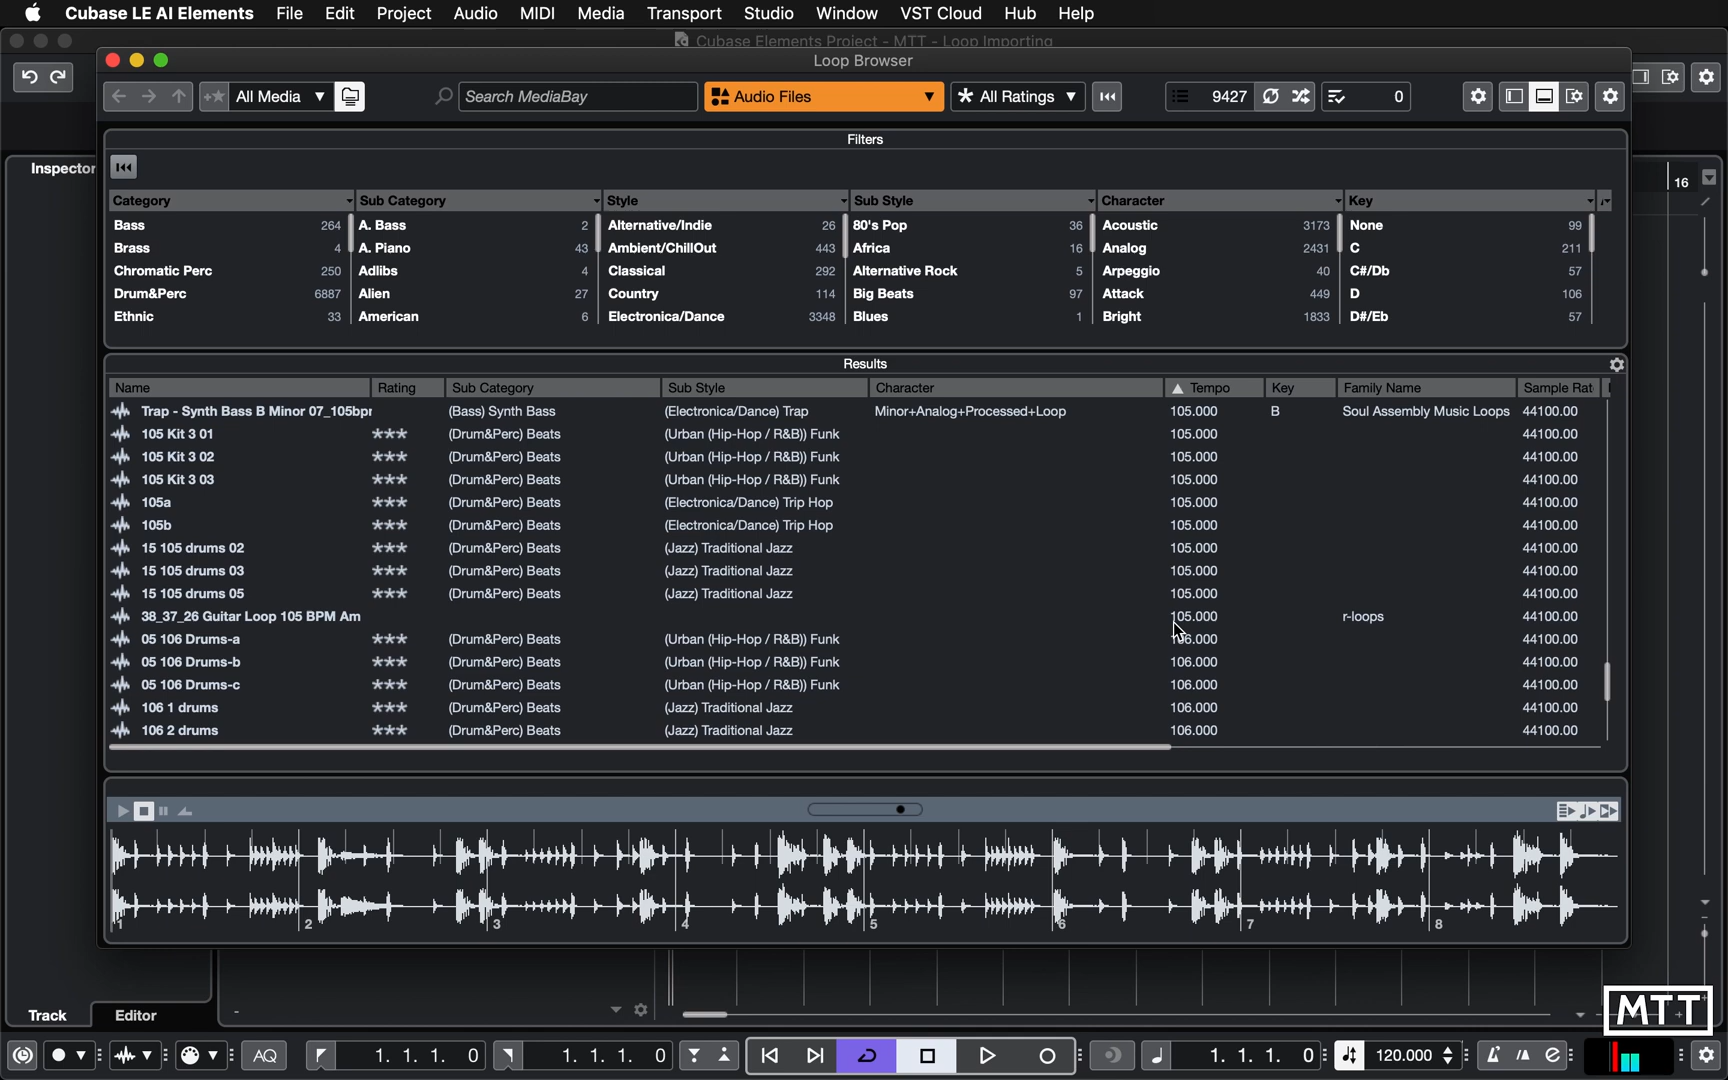 Cubase LE AI Elements File Edit Project Audio MIDI Media Transport Studio Window VST Cloud Hub Help
Cubase Elements Project - MTT - Loop Importing
Loop Browser
All Media Search MediaBay Audio Files All Ratings 9427 0
Filters
Inspector
16
Category Sub Category Style Sub Style Character Key
Bass 264 A. Bass 2 Alternative/Indie 26 80's Pop 36 Acoustic 3173 None 99
Brass 4 A. Piano 43 Ambient/ChillOut 443 Africa 16 Analog 2431 C 211
Chromatic Perc 250 Adlibs 4 Classical 292 Alternative Rock 5 Arpeggio 40 C#/Db 57
Drum&Perc 6887 Alien 27 Country 114 Big Beats 97 Attack 449 D 106
Ethnic 33 American 6 Electronica/Dance 3348 Blues 1 Bright 1833 D#/Eb 57
Results
Name Rating Sub Category Sub Style Character Tempo Key Family Name Sample Rat
Trap - Synth Bass B Minor 07_105bpr (Bass) Synth Bass (Electronica/Dance) Trap Minor+Analog+Processed+Loop 105.000 B Soul Assembly Music Loops 44100.00
105 Kit 3 01 *** (Drum&Perc) Beats (Urban (Hip-Hop / R&B)) Funk 105.000 44100.00
105 Kit 3 02 *** (Drum&Perc) Beats (Urban (Hip-Hop / R&B)) Funk 105.000 44100.00
105 Kit 3 03 *** (Drum&Perc) Beats (Urban (Hip-Hop / R&B)) Funk 105.000 44100.00
105a *** (Drum&Perc) Beats (Electronica/Dance) Trip Hop 105.000 44100.00
105b *** (Drum&Perc) Beats (Electronica/Dance) Trip Hop 105.000 44100.00
15 105 drums 02 *** (Drum&Perc) Beats (Jazz) Traditional Jazz 105.000 44100.00
15 105 drums 03 *** (Drum&Perc) Beats (Jazz) Traditional Jazz 105.000 44100.00
15 105 drums 05 *** (Drum&Perc) Beats (Jazz) Traditional Jazz 105.000 44100.00
38_37_26 Guitar Loop 105 BPM Am 105.000 r-loops 44100.00
05 106 Drums-a *** (Drum&Perc) Beats (Urban (Hip-Hop / R&B)) Funk 106.000 44100.00
05 106 Drums-b *** (Drum&Perc) Beats (Urban (Hip-Hop / R&B)) Funk 106.000 44100.00
05 106 Drums-c *** (Drum&Perc) Beats (Urban (Hip-Hop / R&B)) Funk 106.000 44100.00
106 1 drums *** (Drum&Perc) Beats (Jazz) Traditional Jazz 106.000 44100.00
106 2 drums *** (Drum&Perc) Beats (Jazz) Traditional Jazz 106.000 44100.00
1 2 3 4 5 6 7 8
Track Editor -
MTT
AQ 1. 1. 1. 0 1. 1. 1. 0 1. 1. 1. 0 120.000